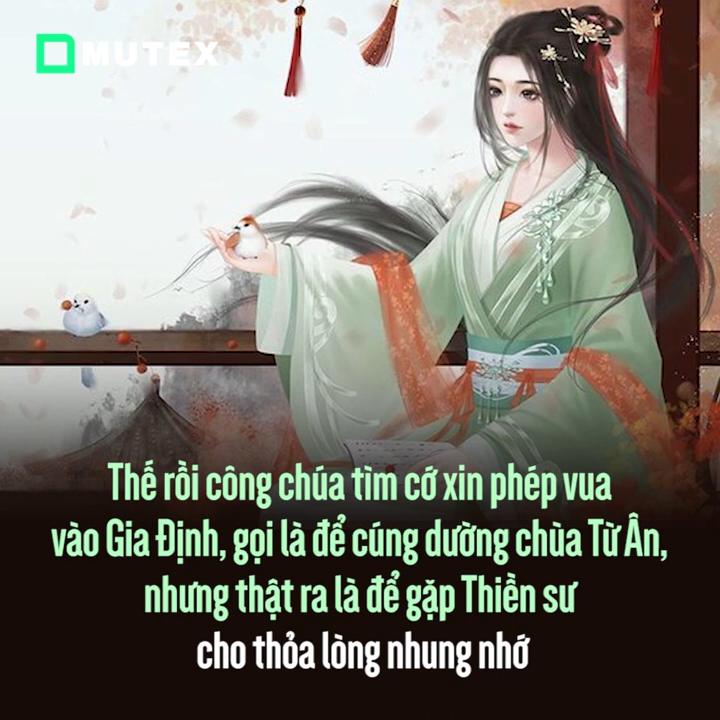 MUTEX
Thế rồi công chúa tìm cớ xin phép vua
vào Gia Định, gọi là để cúng dường chùa Từ Ân,
nhưng thật ra là để gặp Thiền sư
cho thỏa lòng nhung nhớ